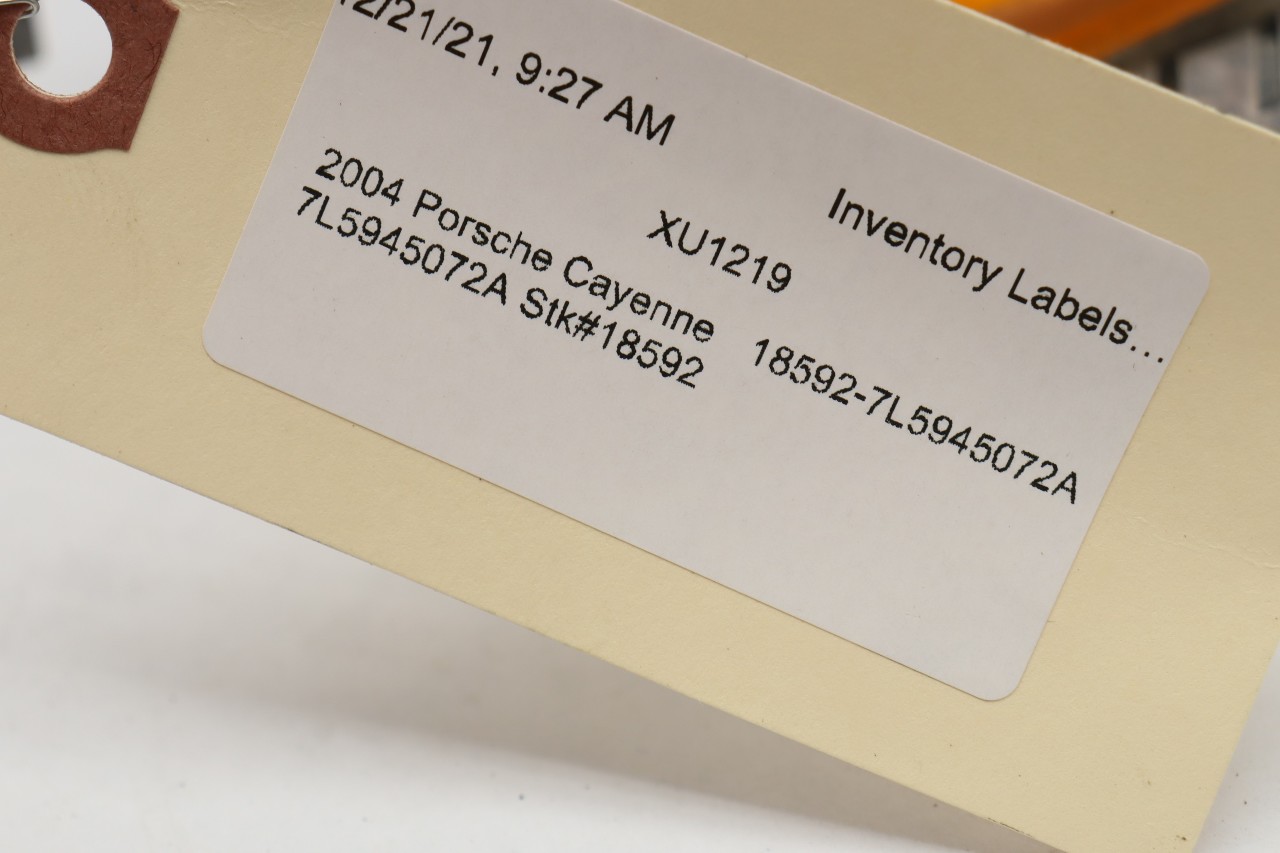 12/21/21, 9:27 AM
Inventory Labels...
XU1219
2004 Porsche Cayenne
7L5945072A Stk#18592
18592-7L5945072A